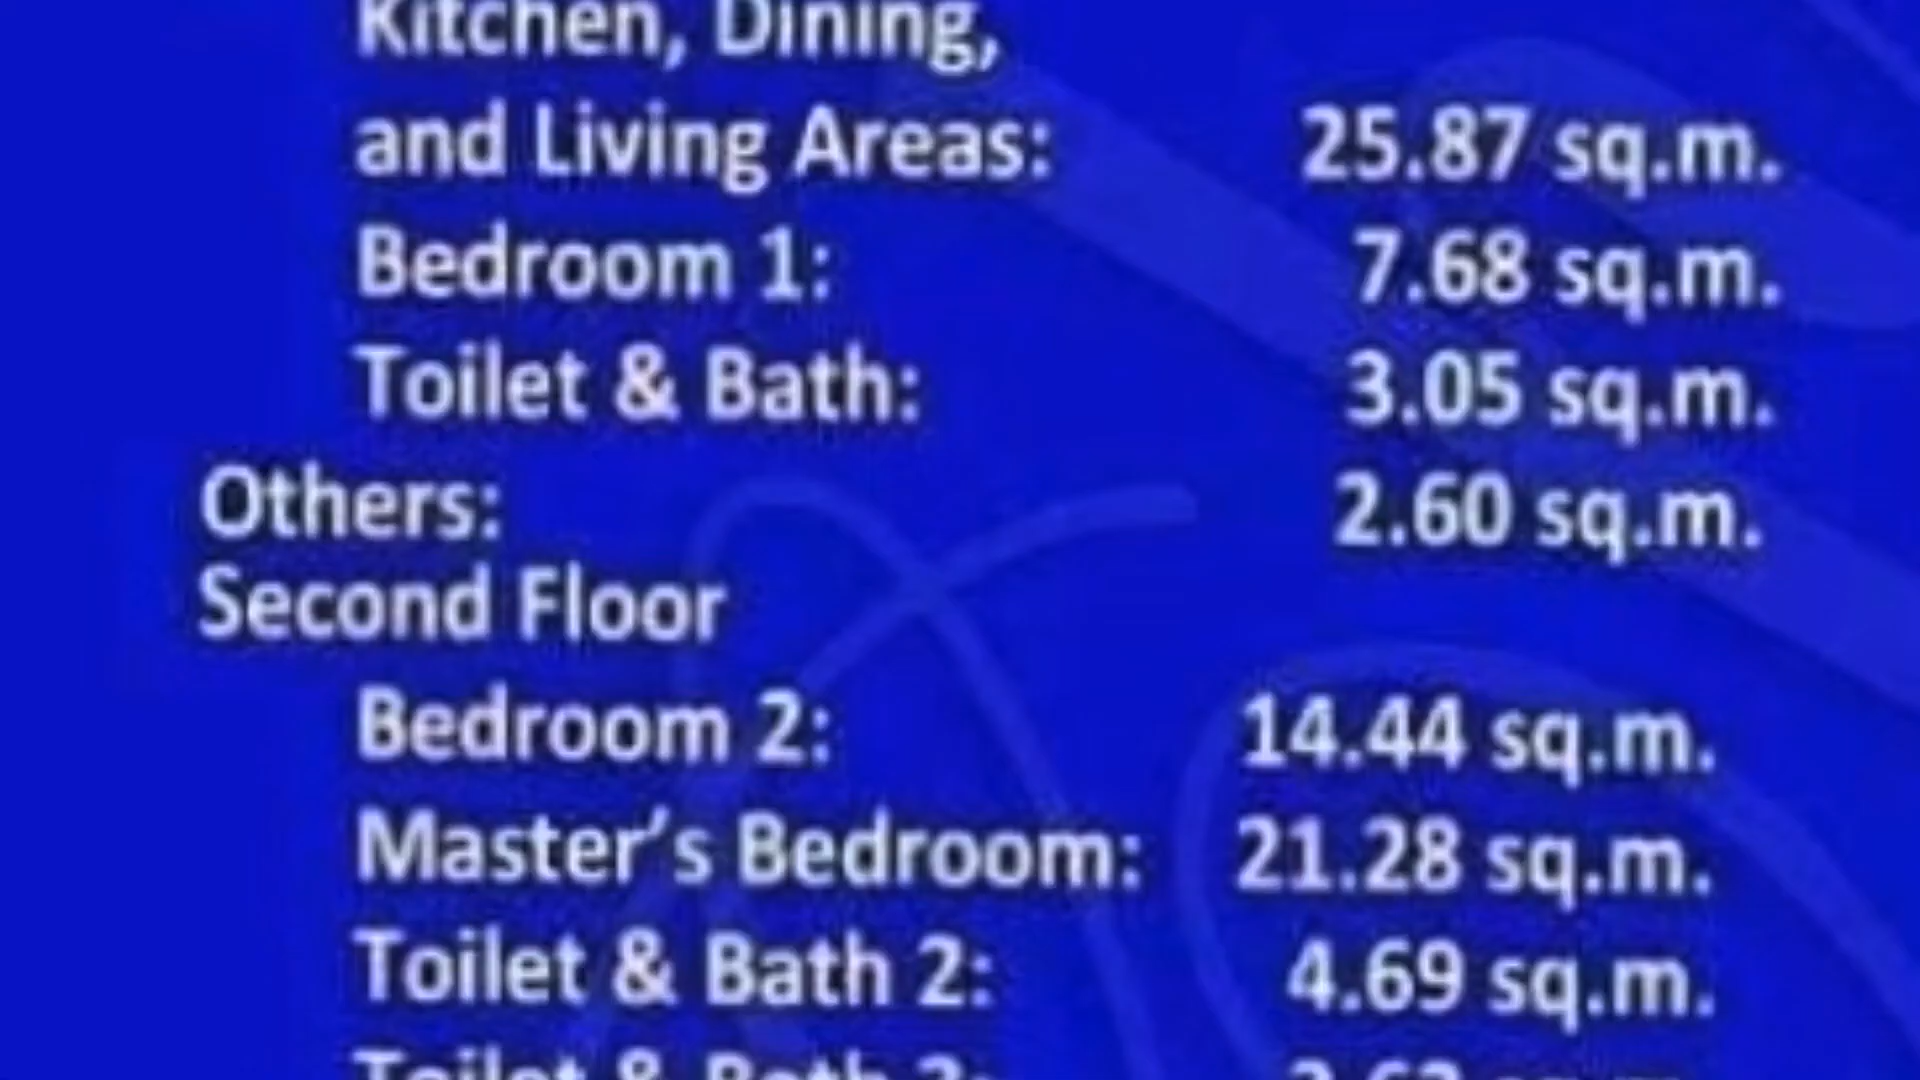 Kitchen, Dining,
and Living Areas: 25.87 sq.m.
Bedroom 1: 7.68 sq.m.
Toilet & Bath: 3.05 sq.m.
Others: 2.60 sq.m.
Second Floor
Bedroom 2: 14.44 sq.m.
Master's Bedroom: 21.28 sq.m.
Toilet & Bath 2: 4.69 sq.m.
Toilet & Bath